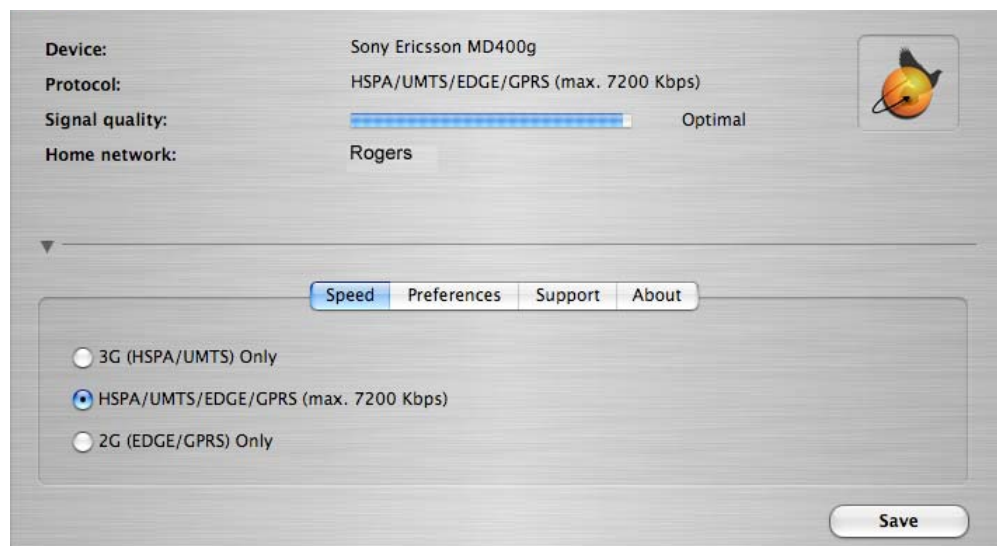 Device: Sony Ericsson MD400g
Protocol: HSPA/UMTS/EDGE/GPRS (max. 7200 Kbps)
Signal quality: Optimal
Home network: Rogers
Speed Preferences Support About
3G (HSPA/UMTS) Only
HSPA/UMTS/EDGE/GPRS (max. 7200 Kbps)
2G (EDGE/GPRS) Only
Save